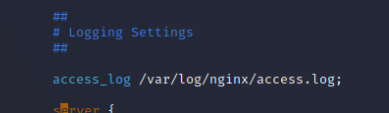 ##
# Logging Settings
##
access_log /var/log/nginx/access.log;
server {